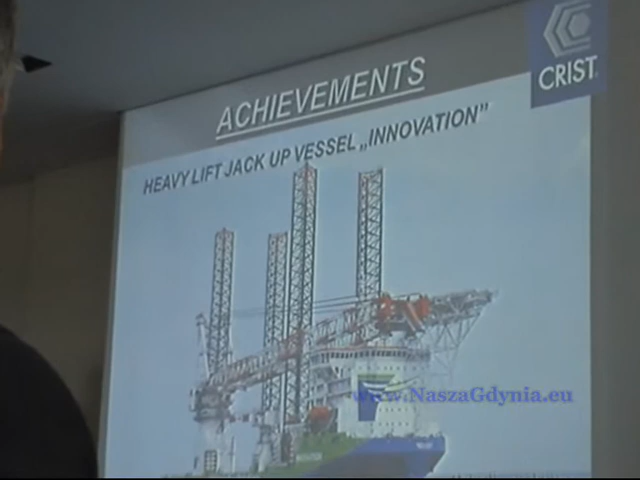 CRIST
ACHIEVEMENTS
HEAVY LIFT JACK UP VESSEL „INNOVATION”
www.NaszaGdynia.eu